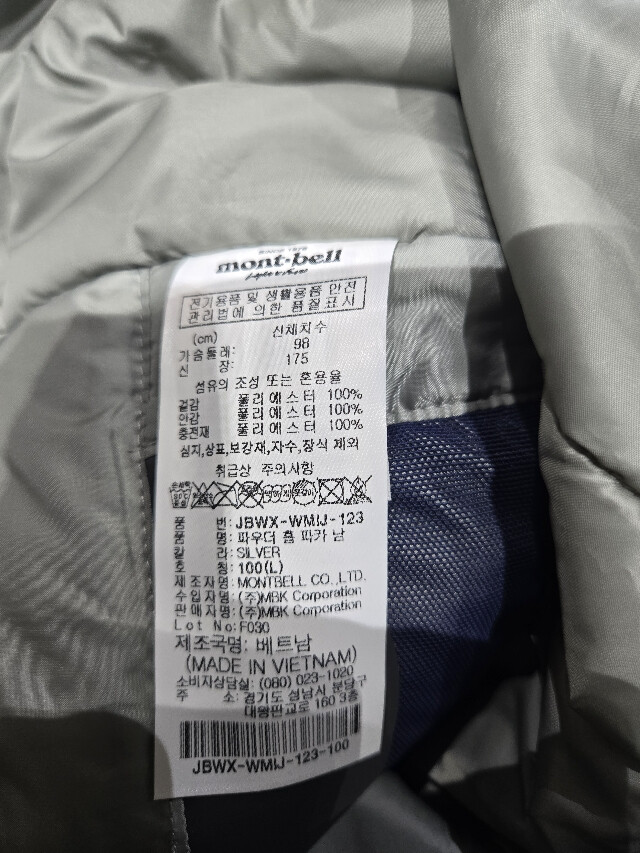 SINCE 1975
mont·bell
전기용품 및 생활용품 안전
관리법에 의한 품질표시
(cm) 신체치수
가슴둘레: 98
신 장: 175
섬유의 조성 또는 혼용율
겉감 폴리에스터 100%
안감 폴리에스터 100%
충전재 폴리에스터 100%
심지,상표,보강재,자수,장식 제외
취급상 주의사항
품 번: JBWX-WMIJ-123
품 명: 파우더 홈 파카 남
칼 라: SILVER
호 칭: 100(L)
제조자명: MONTBELL CO.,LTD.
수입자명: (주)MBK Corporation
판매자명: (주)MBK Corporation
Lot No: F030
제조국명: 베트남
(MADE IN VIETNAM)
소비자상담실: (080) 023-1020
주 소: 경기도 성남시 분당구
대왕판교로 160 3층
JBWX-WMIJ-123-100